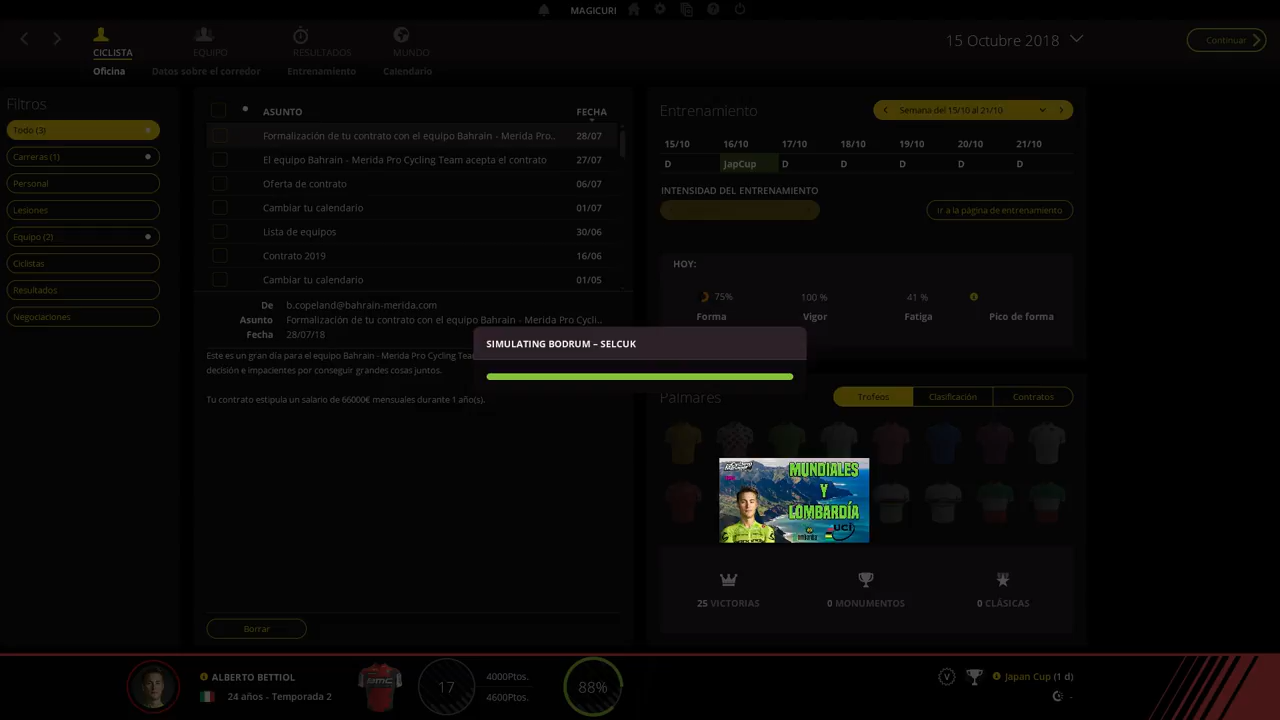 MAGICURI
CICLISTA
EQUIPO
RESULTADOS
MUNDO
15 Octubre 2018
Continuar
Oficina
Datos sobre el corredor
Entrenamiento
Calendario
Filtros
Todo (3)
Carreras (1)
Personal
Lesiones
Equipo (2)
Ciclistas
Resultados
Negociaciones
ASUNTO
FECHA
Formalización de tu contrato con el equipo Bahrain - Merida Pro..
28/07
El equipo Bahrain - Merida Pro Cycling Team acepta el contrato
27/07
Oferta de contrato
06/07
Cambiar tu calendario
01/07
Lista de equipos
30/06
Contrato 2019
16/06
Cambiar tu calendario
01/05
De b.copeland@bahrain-merida.com
Asunto Formalización de tu contrato con el equipo Bahrain - Merida Pro Cycli..
Fecha 28/07/18
Este es un gran día para el equipo Bahrain - Merida Pro Cycling Tea
decisión e impacientes por conseguir grandes cosas juntos.
Tu contrato estipula un salario de 66000€ mensuales durante 1 año(s).
Borrar
Entrenamiento
Semana del 15/10 al 21/10
15/10 16/10 17/10 18/10 19/10 20/10 21/10
D JapCup D D D D D
INTENSIDAD DEL ENTRENAMIENTO
Ir a la página de entrenamiento
HOY:
75% 100 % 41 %
Forma Vigor Fatiga Pico de forma
SIMULATING BODRUM – SELCUK
Palmarés
Trofeos
Clasificación
Contratos
MUNDIALES
Y
LOMBARDÍA
uci
25 VICTORIAS
0 MONUMENTOS
0 CLÁSICAS
ALBERTO BETTIOL
24 años - Temporada 2
BMC
17
4000Ptos.
4600Ptos.
88%
V
Japan Cup (1 d)
-